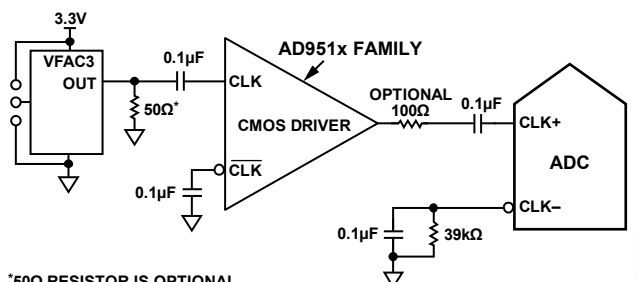 3.3V
VFAC3
OUT
0.1µF
50Ω*
CLK
AD951x FAMILY
CMOS DRIVER
CLK
0.1µF
OPTIONAL
100Ω
0.1µF
CLK+
ADC
CLK–
0.1µF
39kΩ
*50Ω RESISTOR IS OPTIONAL